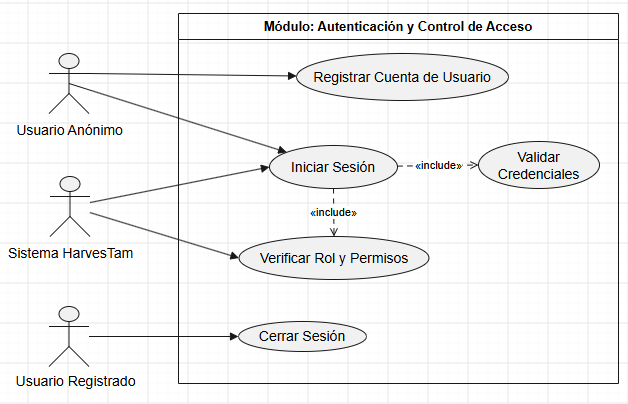 Módulo: Autenticación y Control de Acceso
Registrar Cuenta de Usuario
Usuario Anónimo
Iniciar Sesión
«include»
Validar
Credenciales
«include»
Sistema HarvesTam
Verificar Rol y Permisos
Cerrar Sesión
Usuario Registrado